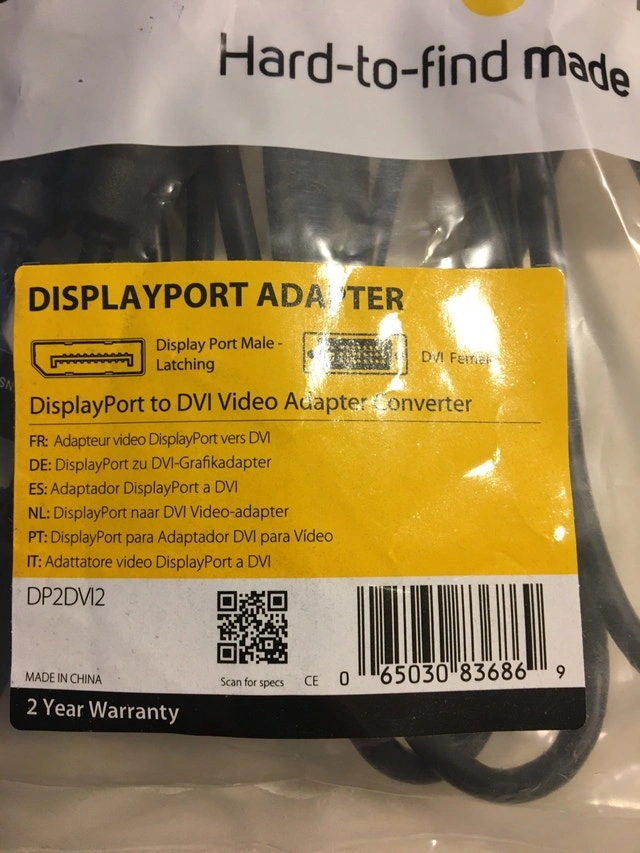 Hard-to-find made
DISPLAYPORT ADAPTER
Display Port Male -
Latching
DVI Female
DisplayPort to DVI Video Adapter Converter
FR: Adapteur video DisplayPort vers DVI
DE: DisplayPort zu DVI-Grafikadapter
ES: Adaptador DisplayPort a DVI
NL: DisplayPort naar DVI Video-adapter
PT: DisplayPort para Adaptador DVI para Vídeo
IT: Adattatore video DisplayPort a DVI
DP2DVI2
MADE IN CHINA
Scan for specs
CE
0 65030 83686 9
2 Year Warranty